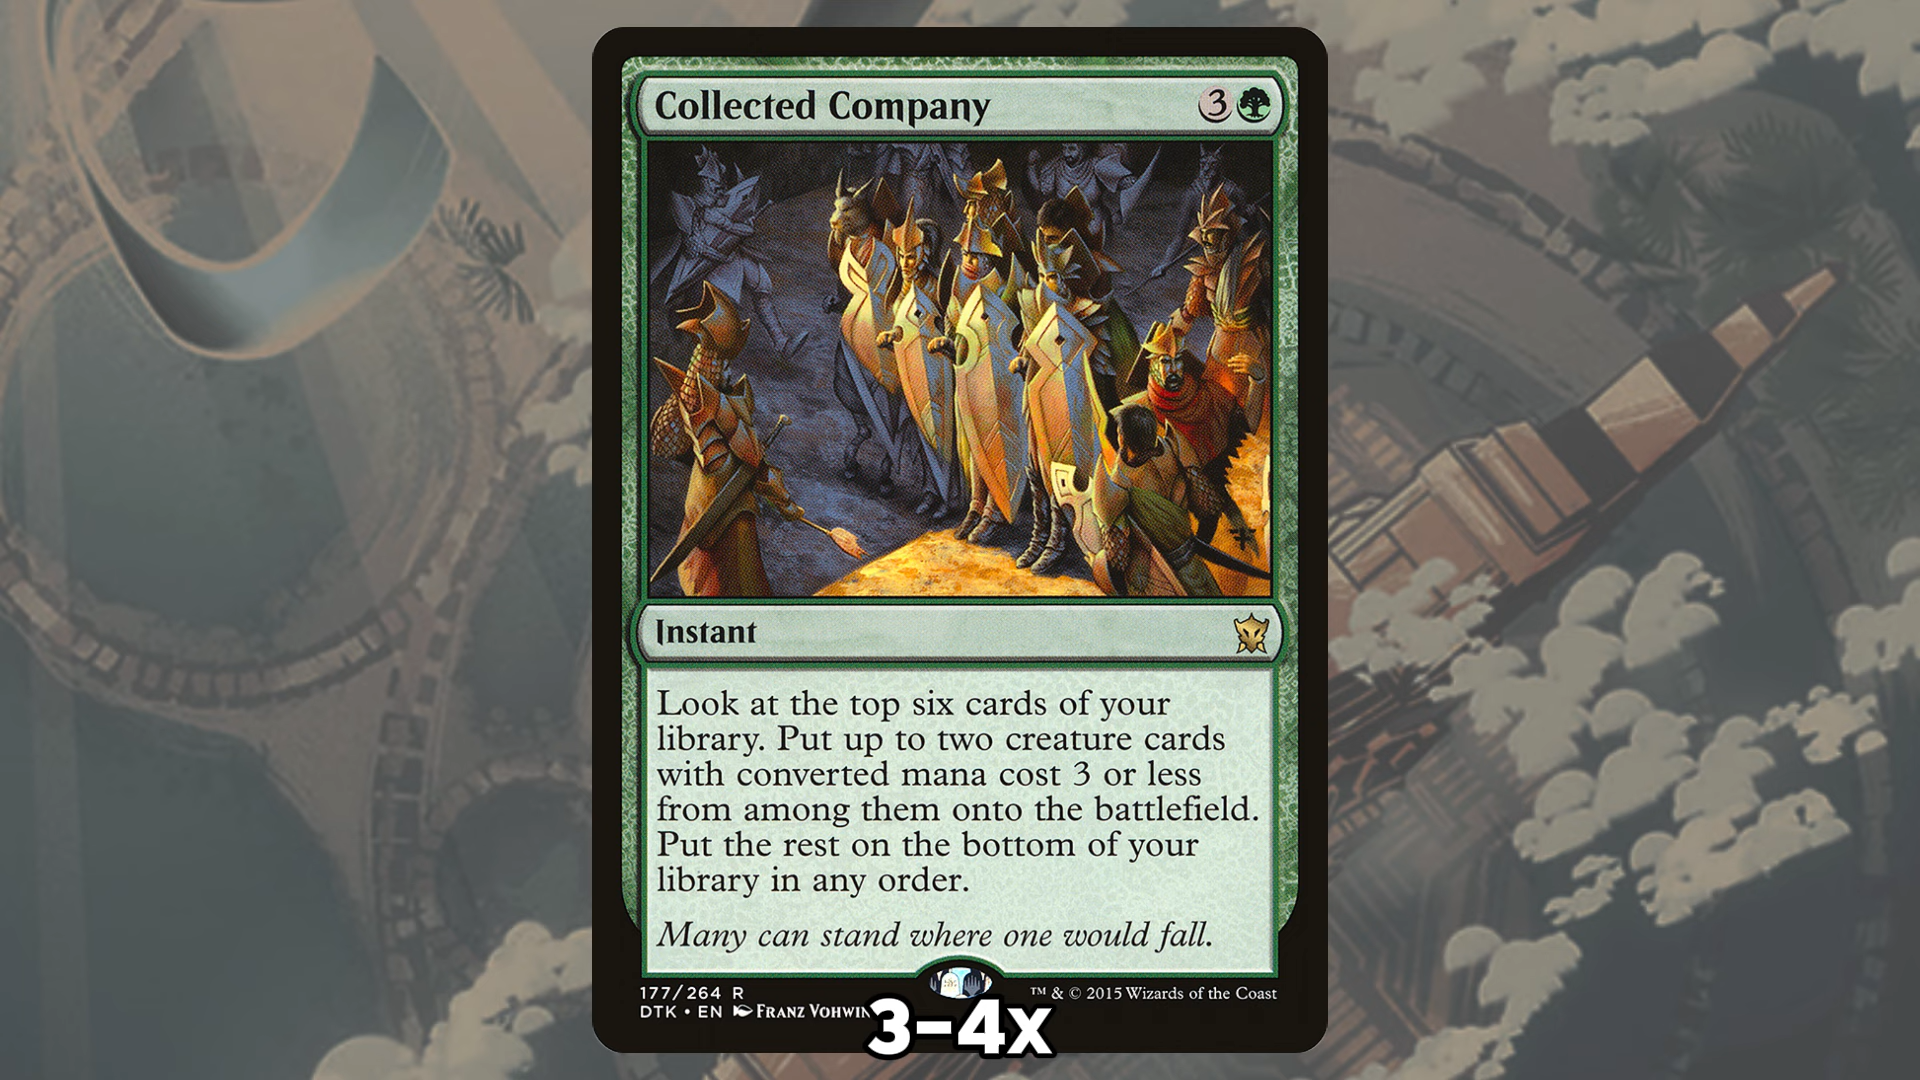 Collected Company 3
Instant
Look at the top six cards of your
library. Put up to two creature cards
with converted mana cost 3 or less
from among them onto the battlefield.
Put the rest on the bottom of your
library in any order.
Many can stand where one would fall.
177/264 R
™ & © 2015 Wizards of the Coast
DTK • EN Franz Vohwin
3-4x